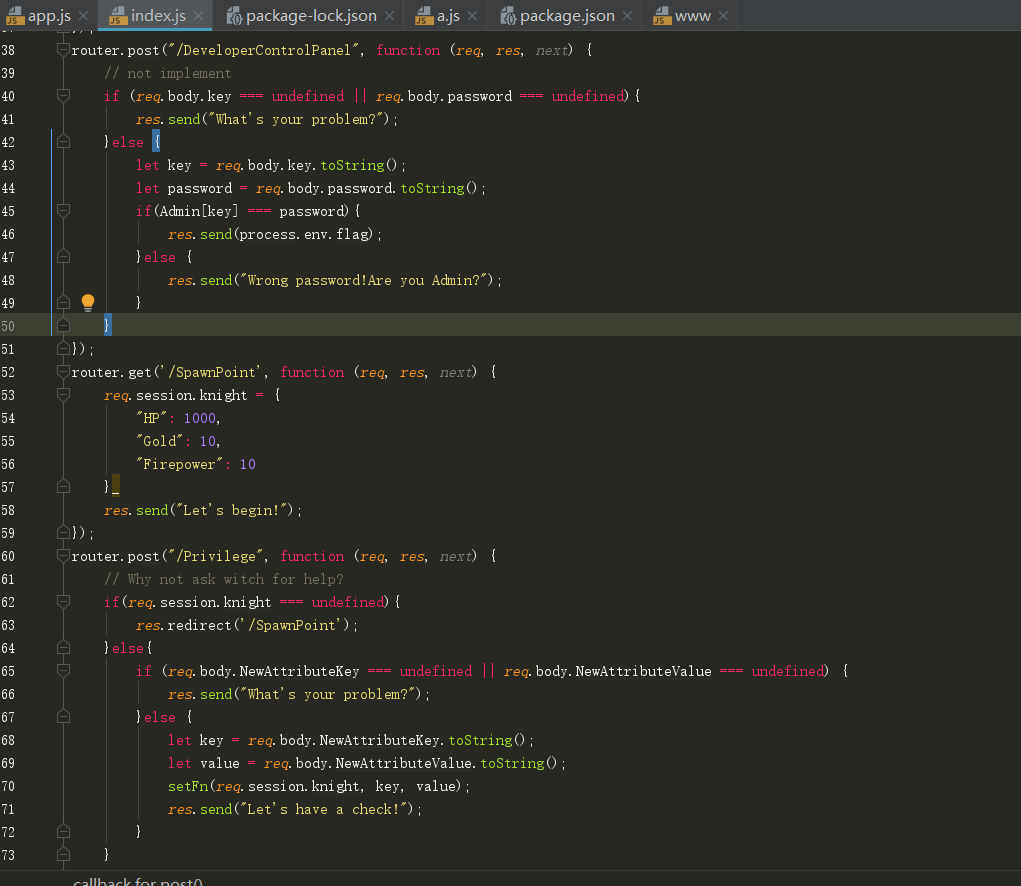 app.js index.js package-lock.json a.js package.json www
38 router.post("/DeveloperControlPanel", function (req, res, next) {
39 // not implement
40 if (req.body.key === undefined || req.body.password === undefined){
41 res.send("What's your problem?");
42 }else {
43 let key = req.body.key.toString();
44 let password = req.body.password.toString();
45 if(Admin[key] === password){
46 res.send(process.env.flag);
47 }else {
48 res.send("Wrong password!Are you Admin?");
49 }
50 }
51 });
52 router.get('/SpawnPoint', function (req, res, next) {
53 req.session.knight = {
54 "HP": 1000,
55 "Gold": 10,
56 "Firepower": 10
57 }
58 res.send("Let's begin!");
59 });
60 router.post("/Privilege", function (req, res, next) {
61 // Why not ask witch for help?
62 if(req.session.knight === undefined){
63 res.redirect('/SpawnPoint');
64 }else{
65 if (req.body.NewAttributeKey === undefined || req.body.NewAttributeValue === undefined) {
66 res.send("What's your problem?");
67 }else {
68 let key = req.body.NewAttributeKey.toString();
69 let value = req.body.NewAttributeValue.toString();
70 setFn(req.session.knight, key, value);
71 res.send("Let's have a check!");
72 }
73 }
callback for post()